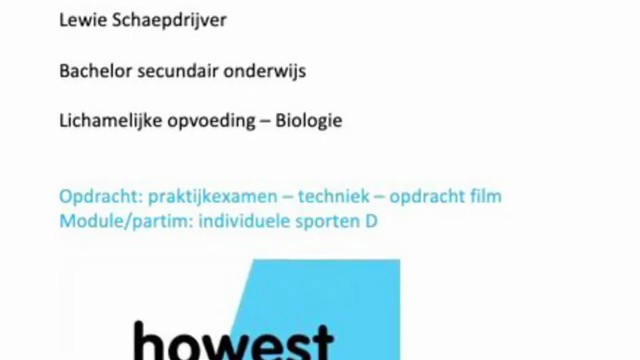 Lewie Schaepdrijver
Bachelor secundair onderwijs
Lichamelijke opvoeding – Biologie
Opdracht: praktijkexamen – techniek – opdracht film
Module/partim: individuele sporten D
howest